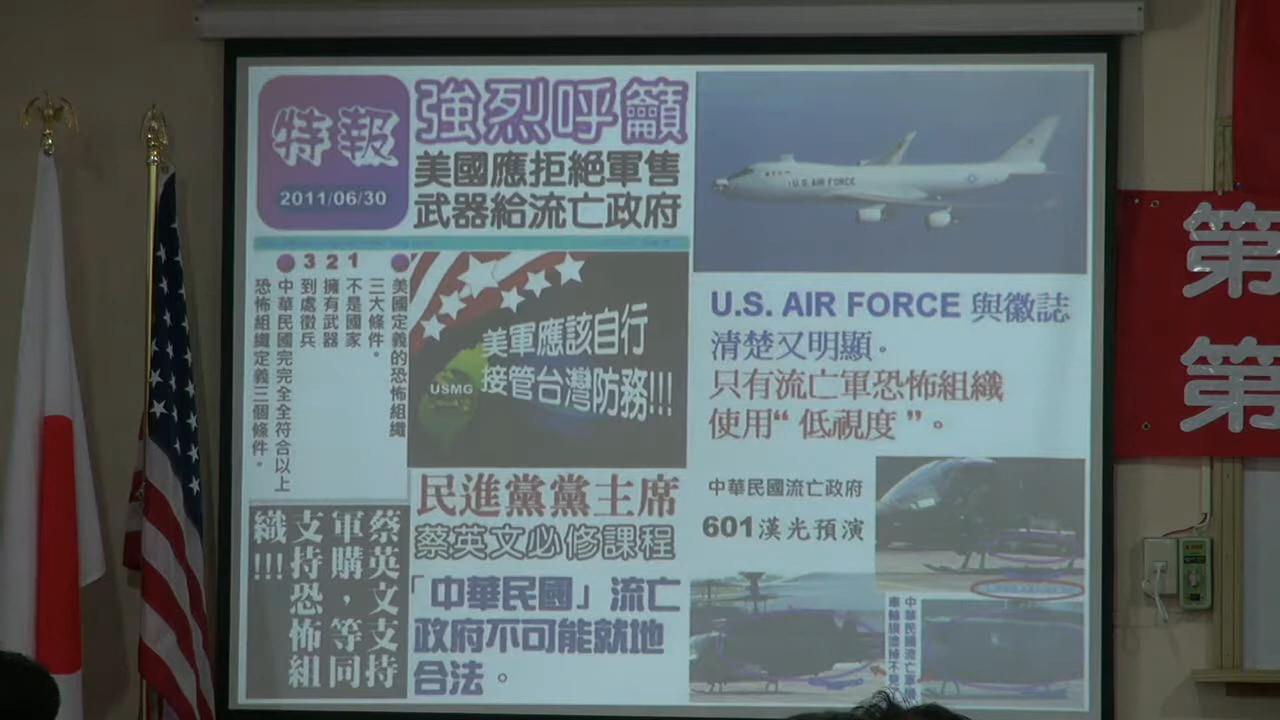 特報
2011/06/30
強烈呼籲
美國應拒絕軍售
武器給流亡政府
美國定義的恐怖組織
三大條件。
1 不是國家
2 擁有武器
3 到處徵兵
中華民國完完全全符合以上
恐怖組織定義三個條件。
U.S. AIR FORCE
美軍應該自行
接管台灣防務!!!
USMG
U.S. AIR FORCE 與徽誌
清楚又明顯。
只有流亡軍恐怖組織
使用“低視度”。
蔡英文支持
軍購，等同
支持恐怖組
織!!!
民進黨黨主席
蔡英文必修課程
「中華民國」流亡
政府不可能就地
合法。
中華民國流亡政府
601漢光預演
第
第